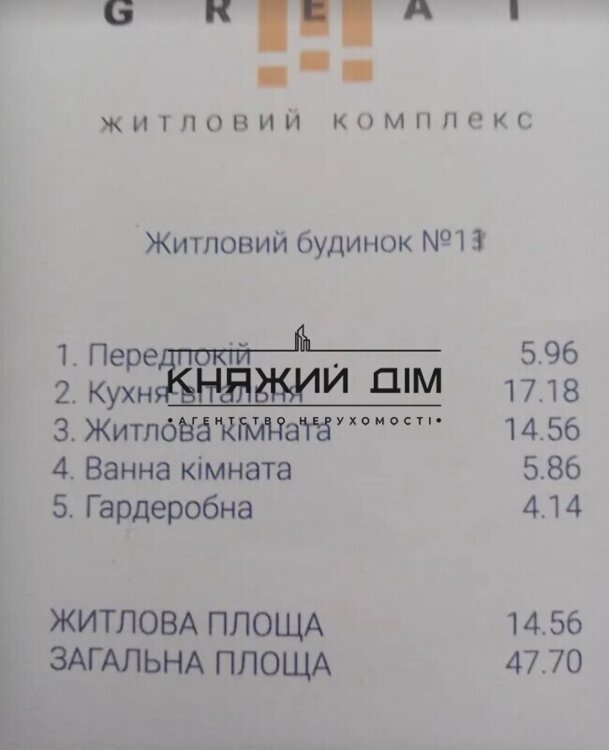 GREAT
ЖИТЛОВИЙ КОМПЛЕКС
Житловий будинок
1. Передпокій 5.96
2. Кухня-вітальня 17.18
КНЯЖИЙ ДІМ
•АГЕНТСТВО НЕРУХОМОСТІ•
3. Житлова кімната 14.56
4. Ванна кімната 5.86
5. Гардеробна 4.14
ЖИТЛОВА ПЛОЩА 14.56
ЗАГАЛЬНА ПЛОЩА 47.70